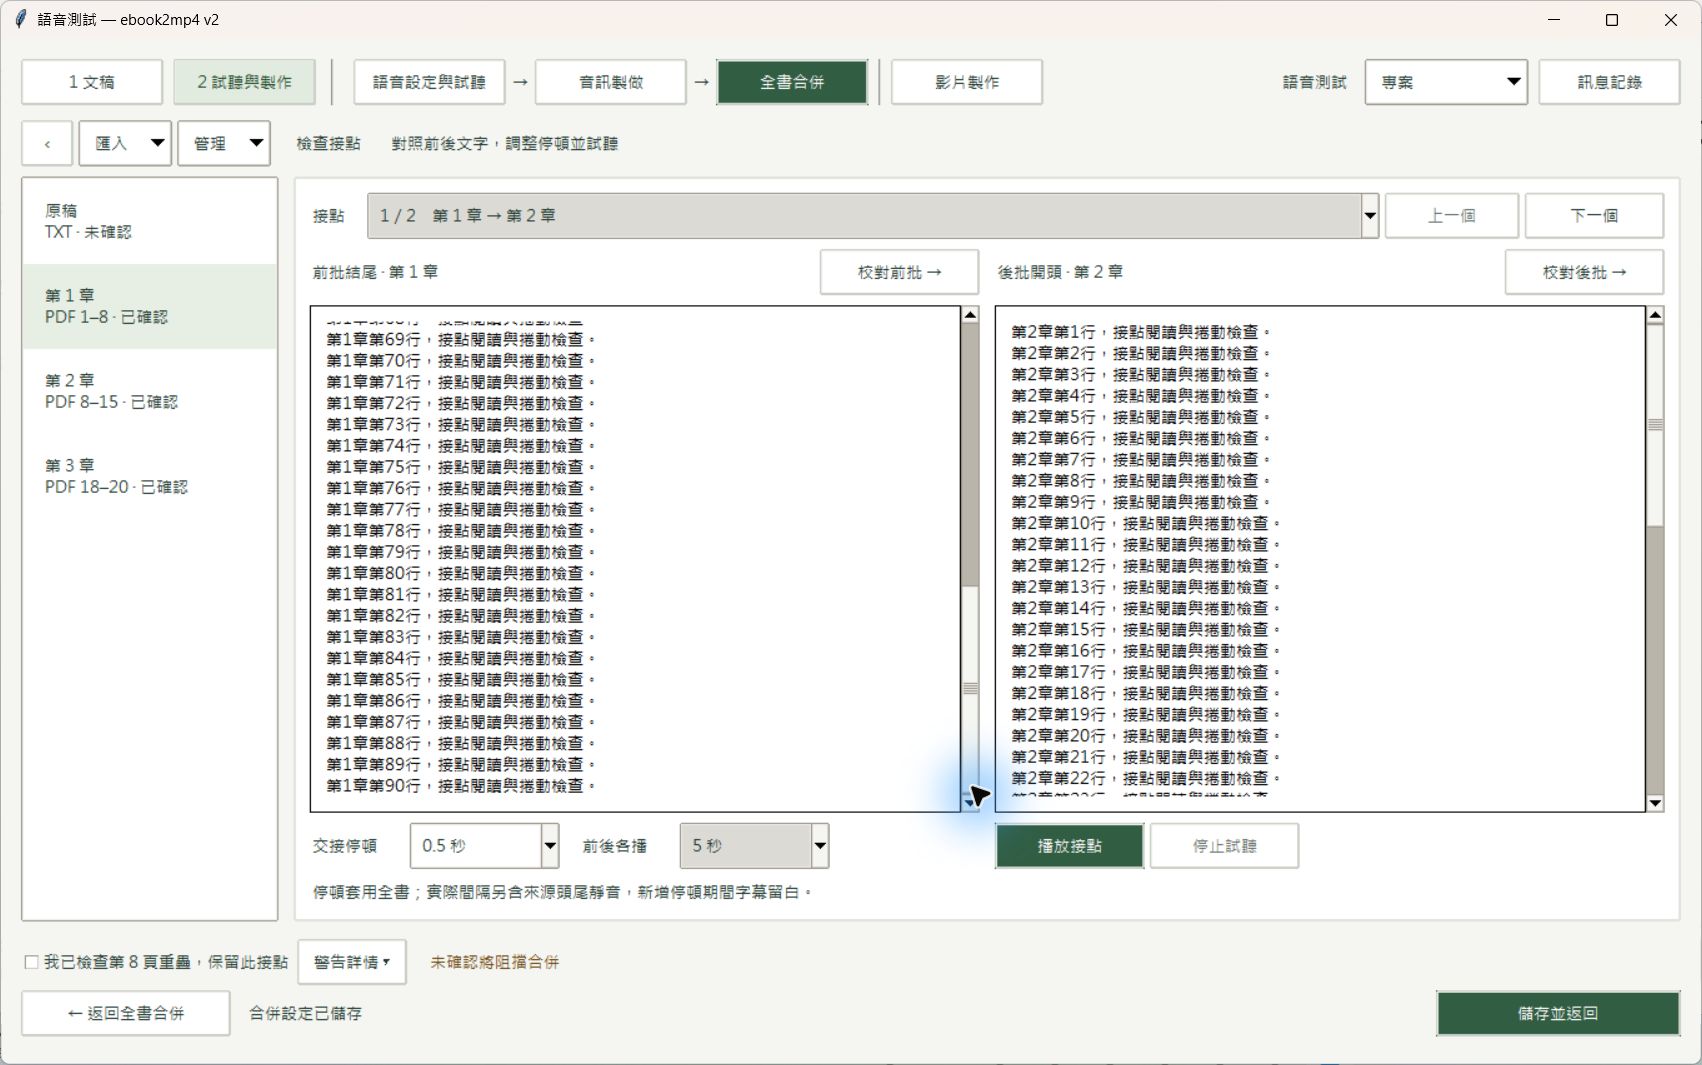 語音測試 — ebook2mp4 v2
1 文稿
2 試聽與製作
語音設定與試聽
→
音訊製做
→
全書合併
影片製作
語音測試
專案
訊息記錄
‹
匯入
管理
檢查接點
對照前後文字，調整停頓並試聽
原稿
TXT · 未確認
第 1 章
PDF 1–8 · 已確認
第 2 章
PDF 8–15 · 已確認
第 3 章
PDF 18–20 · 已確認
接點
1 / 2 第 1 章 → 第 2 章
上一個
下一個
前批結尾 · 第 1 章
校對前批 →
後批開頭 · 第 2 章
校對後批 →
第1章第69行，接點閱讀與捲動檢查。
第1章第70行，接點閱讀與捲動檢查。
第1章第71行，接點閱讀與捲動檢查。
第1章第72行，接點閱讀與捲動檢查。
第1章第73行，接點閱讀與捲動檢查。
第1章第74行，接點閱讀與捲動檢查。
第1章第75行，接點閱讀與捲動檢查。
第1章第76行，接點閱讀與捲動檢查。
第1章第77行，接點閱讀與捲動檢查。
第1章第78行，接點閱讀與捲動檢查。
第1章第79行，接點閱讀與捲動檢查。
第1章第80行，接點閱讀與捲動檢查。
第1章第81行，接點閱讀與捲動檢查。
第1章第82行，接點閱讀與捲動檢查。
第1章第83行，接點閱讀與捲動檢查。
第1章第84行，接點閱讀與捲動檢查。
第1章第85行，接點閱讀與捲動檢查。
第1章第86行，接點閱讀與捲動檢查。
第1章第87行，接點閱讀與捲動檢查。
第1章第88行，接點閱讀與捲動檢查。
第1章第89行，接點閱讀與捲動檢查。
第1章第90行，接點閱讀與捲動檢查。
第2章第1行，接點閱讀與捲動檢查。
第2章第2行，接點閱讀與捲動檢查。
第2章第3行，接點閱讀與捲動檢查。
第2章第4行，接點閱讀與捲動檢查。
第2章第5行，接點閱讀與捲動檢查。
第2章第6行，接點閱讀與捲動檢查。
第2章第7行，接點閱讀與捲動檢查。
第2章第8行，接點閱讀與捲動檢查。
第2章第9行，接點閱讀與捲動檢查。
第2章第10行，接點閱讀與捲動檢查。
第2章第11行，接點閱讀與捲動檢查。
第2章第12行，接點閱讀與捲動檢查。
第2章第13行，接點閱讀與捲動檢查。
第2章第14行，接點閱讀與捲動檢查。
第2章第15行，接點閱讀與捲動檢查。
第2章第16行，接點閱讀與捲動檢查。
第2章第17行，接點閱讀與捲動檢查。
第2章第18行，接點閱讀與捲動檢查。
第2章第19行，接點閱讀與捲動檢查。
第2章第20行，接點閱讀與捲動檢查。
第2章第21行，接點閱讀與捲動檢查。
第2章第22行，接點閱讀與捲動檢查。
交接停頓
0.5 秒
前後各播
5 秒
播放接點
停止試聽
停頓套用全書；實際間隔另含來源頭尾靜音，新增停頓期間字幕留白。
我已檢查第 8 頁重疊，保留此接點
警告詳情 ▾
未確認將阻擋合併
← 返回全書合併
合併設定已儲存
儲存並返回